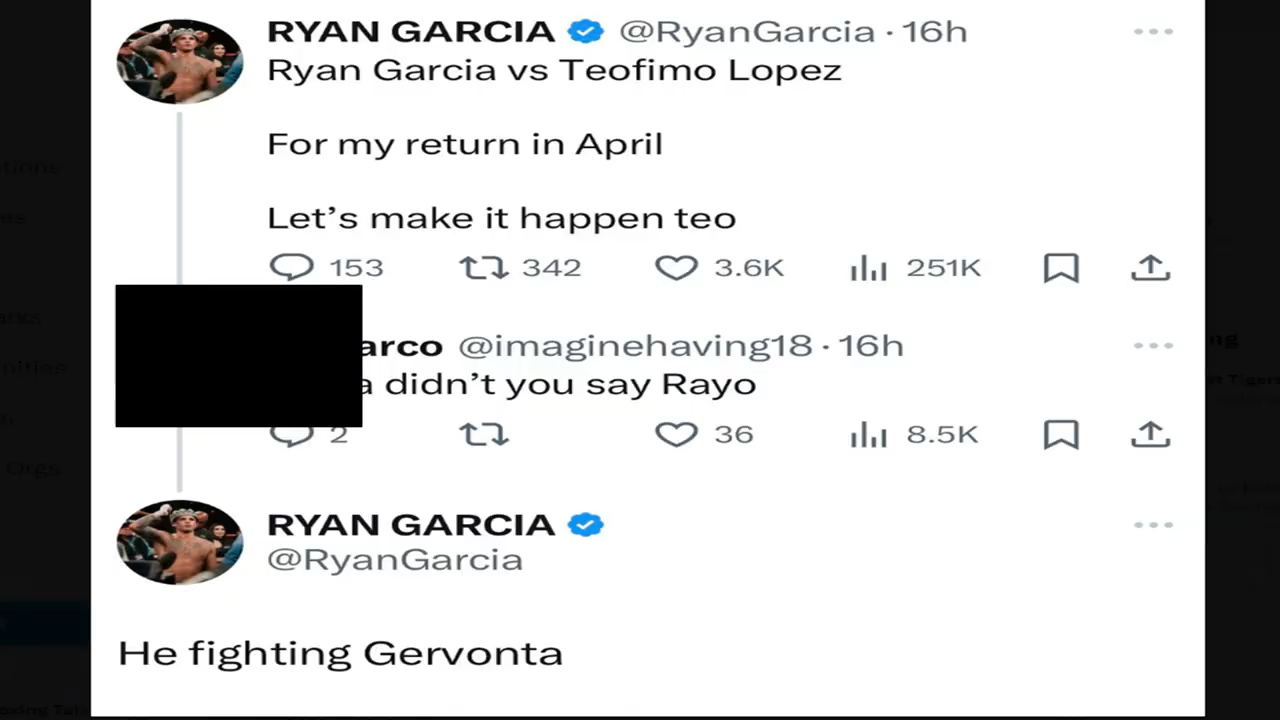 RYAN GARCIA @RyanGarcia · 16h
Ryan Garcia vs Teofimo Lopez
For my return in April
Let’s make it happen teo
153 342 3.6K 251K
arco @imaginehaving18 · 16h
a didn’t you say Rayo
2 36 8.5K
RYAN GARCIA
@RyanGarcia
He fighting Gervonta